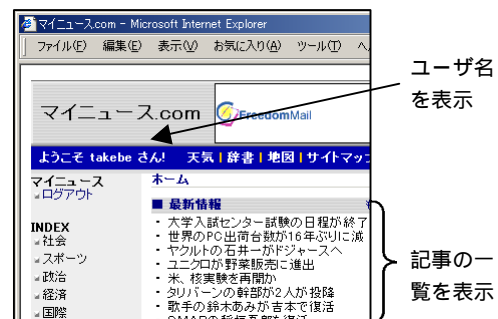 マイニュース.com - Microsoft Internet Explorer
ファイル(F) 編集(E) 表示(V) お気に入り(A) ツール(T) ヘ
マイニュース.com
FreedomMail
ようこそ takebe さん! 天気 | 辞書 | 地図 | サイトマップ
マイニュース
ログアウト
INDEX
社会
スポーツ
政治
経済
国際
ホーム
■ 最新情報
・ 大学入試センター試験の日程が終了
・ 世界のPC出荷台数が16年ぶりに減
・ ヤクルトの石井一がドジャースへ
・ ユニクロが野菜販売に進出
・ 米、核実験を再開か
・ タリバーンの幹部が2人が投降
・ 歌手の鈴木あみが吉本で復活
ユーザ名
を表示
記事の一
覧を表示